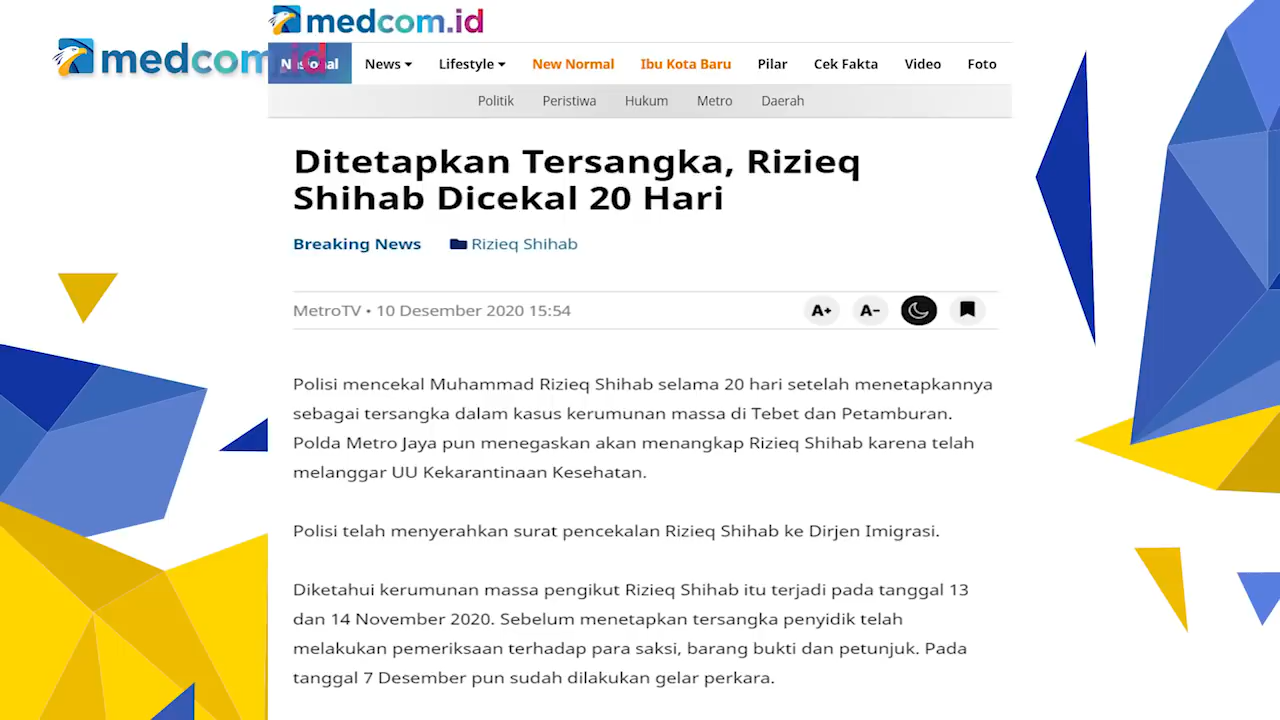 medcom.id
medcom.id
Nasional News Lifestyle New Normal Ibu Kota Baru Pilar Cek Fakta Video Foto
Politik Peristiwa Hukum Metro Daerah
Ditetapkan Tersangka, Rizieq
Shihab Dicekal 20 Hari
Breaking News Rizieq Shihab
MetroTV • 10 Desember 2020 15:54 A+ A-
Polisi mencekal Muhammad Rizieq Shihab selama 20 hari setelah menetapkannya
sebagai tersangka dalam kasus kerumunan massa di Tebet dan Petamburan.
Polda Metro Jaya pun menegaskan akan menangkap Rizieq Shihab karena telah
melanggar UU Kekarantinaan Kesehatan.
Polisi telah menyerahkan surat pencekalan Rizieq Shihab ke Dirjen Imigrasi.
Diketahui kerumunan massa pengikut Rizieq Shihab itu terjadi pada tanggal 13
dan 14 November 2020. Sebelum menetapkan tersangka penyidik telah
melakukan pemeriksaan terhadap para saksi, barang bukti dan petunjuk. Pada
tanggal 7 Desember pun sudah dilakukan gelar perkara.